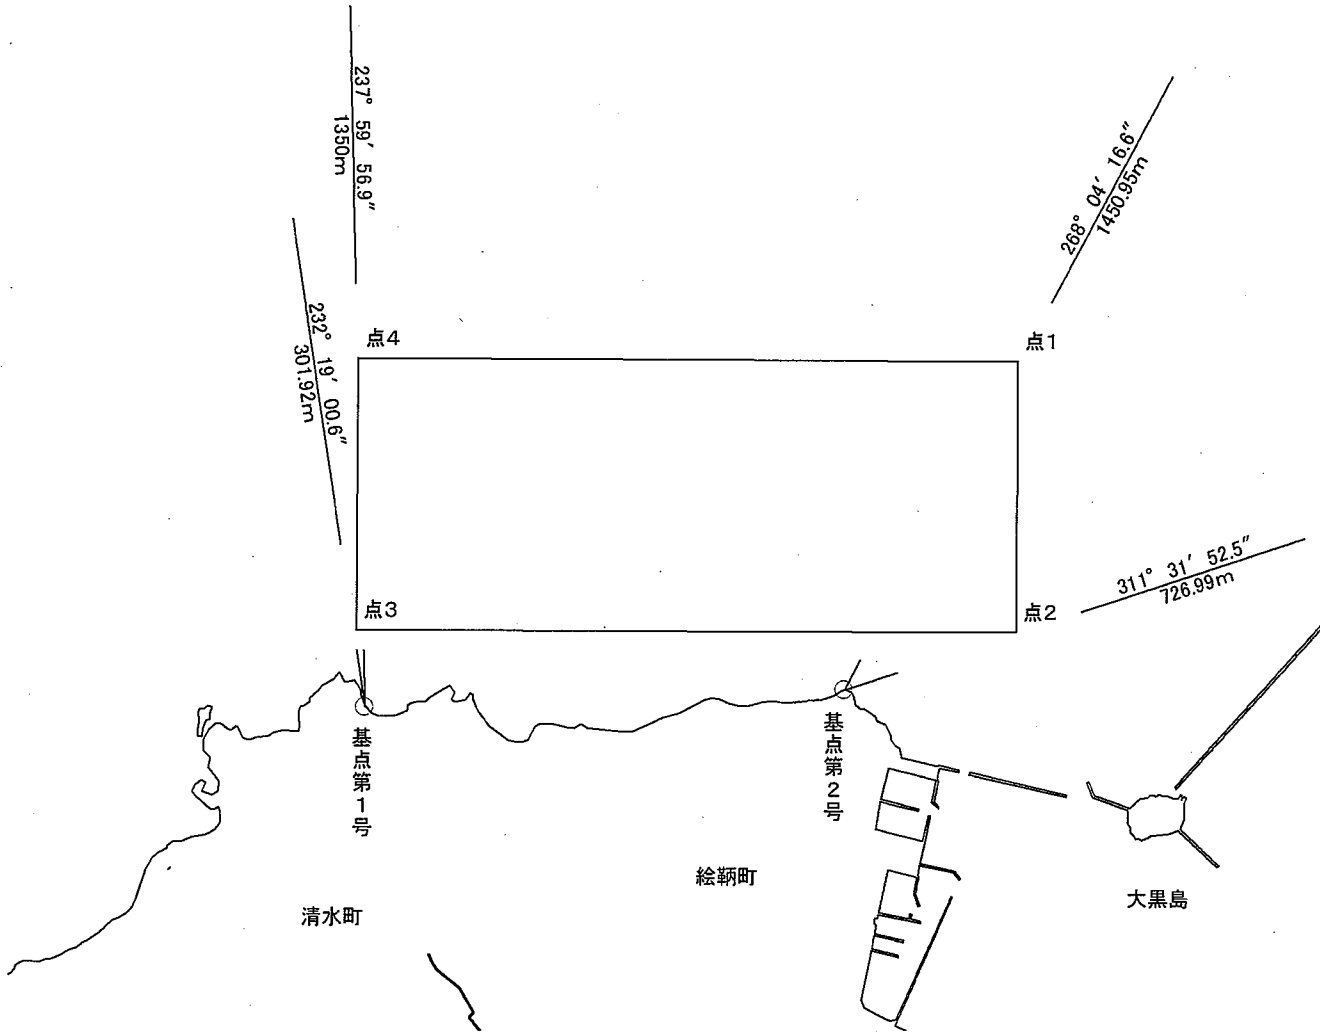 237° 59′ 56.9″
1350m
268° 04′ 16.6″
1450.95m
232° 19′ 00.6″
301.92m
点4
点1
311° 31′ 52.5″
726.99m
点3
点2
基点第1号
基点第2号
絵鞆町
大黒島
清水町